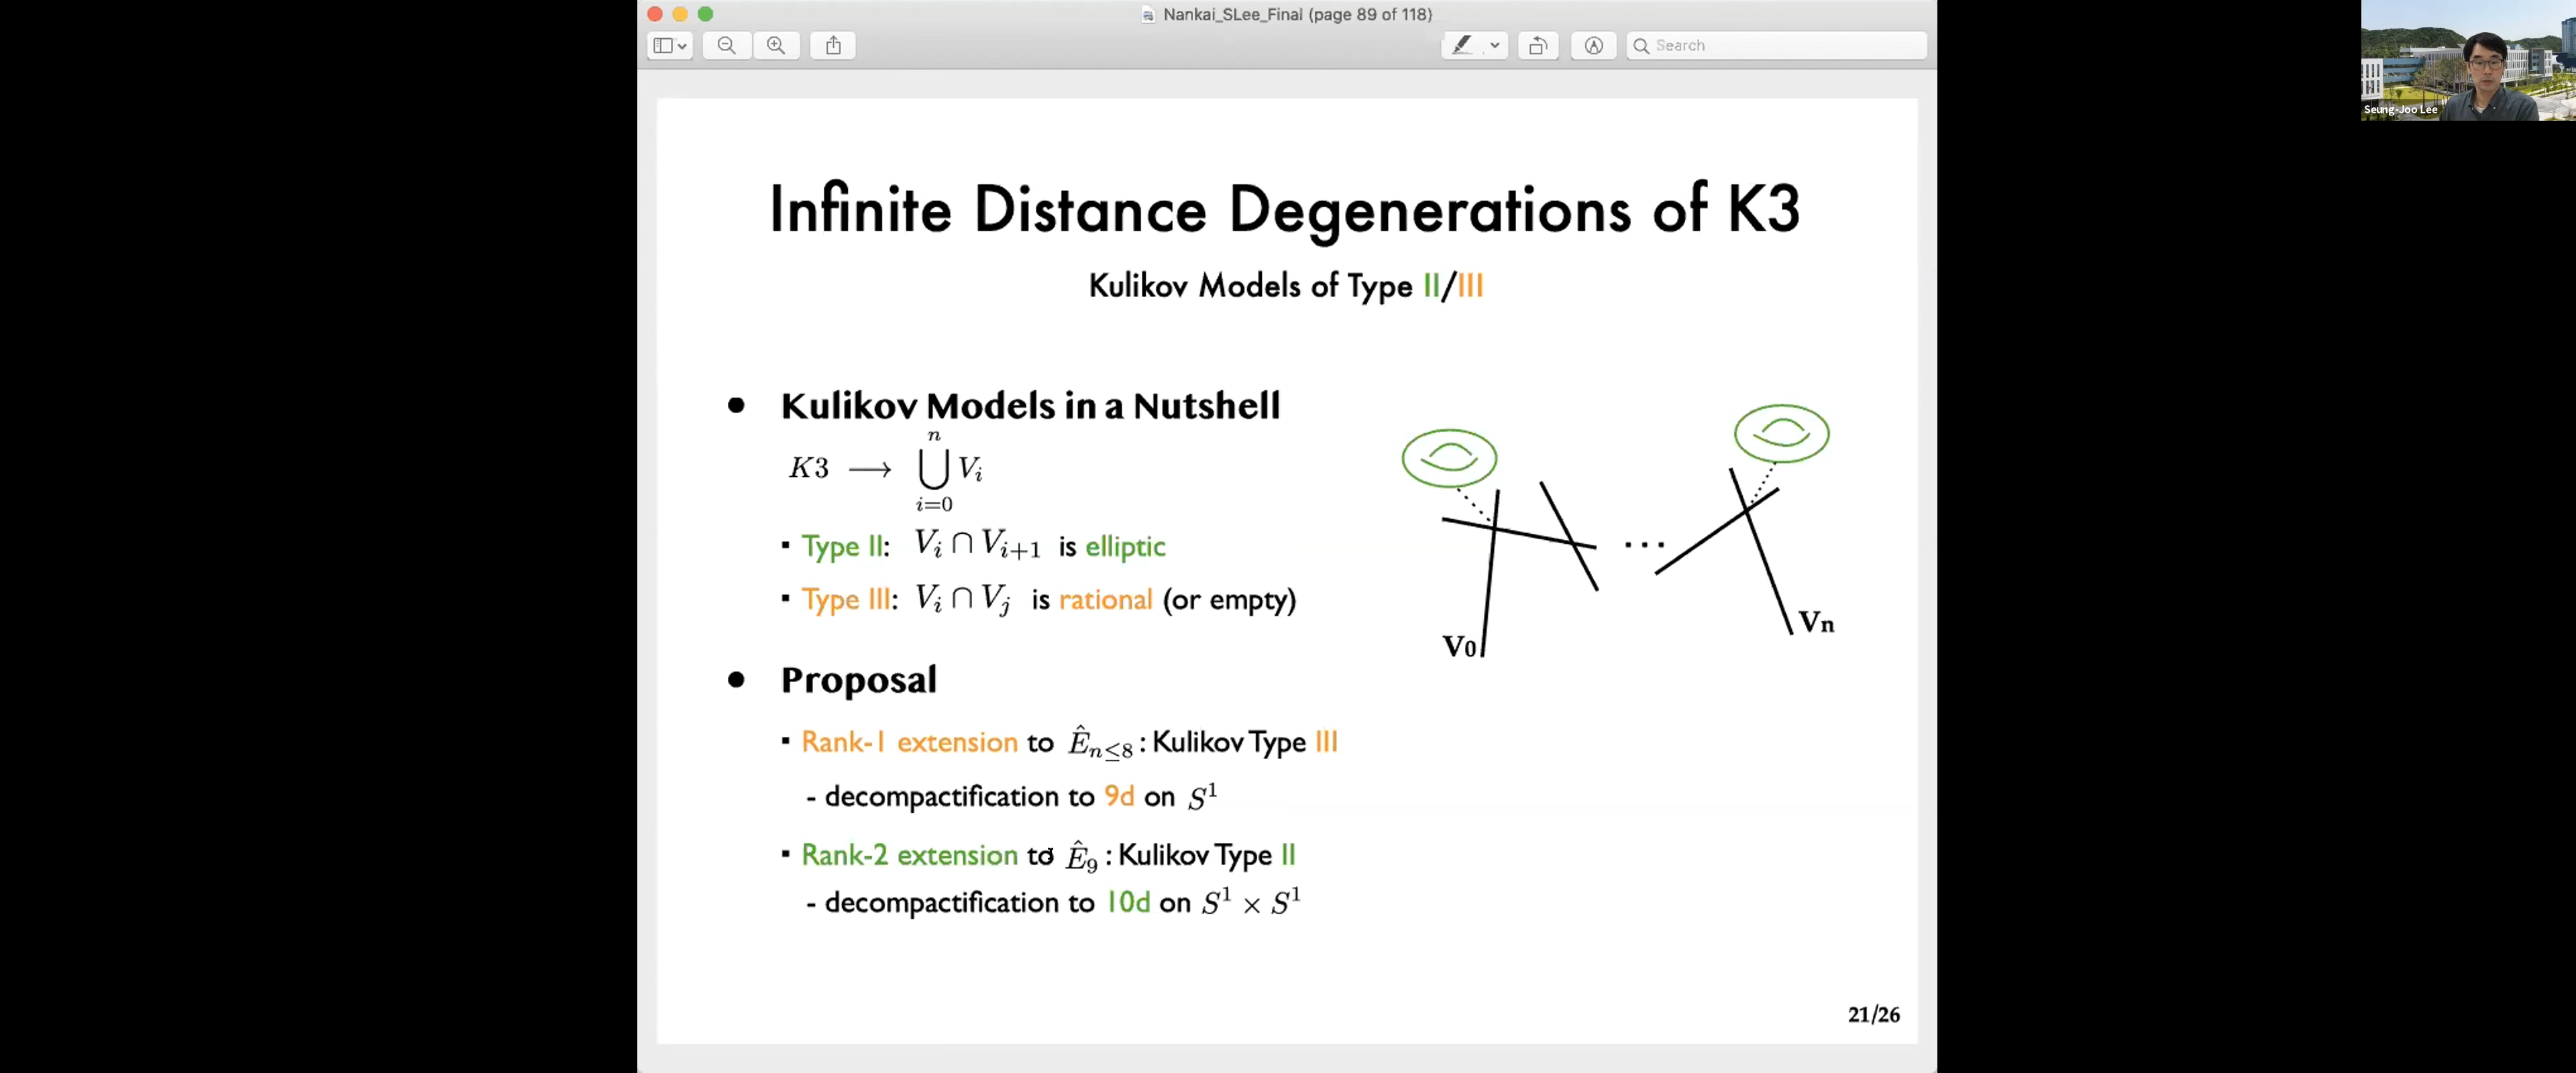 Nankai_SLee_Final (page 89 of 118)
Search
Seung-Joo Lee
Infinite Distance Degenerations of K3
Kulikov Models of Type II/III
● Kulikov Models in a Nutshell
K3 ⟶ ⋃_{i=0}^{n} V_i
▪ Type II: V_i ∩ V_{i+1} is elliptic
▪ Type III: V_i ∩ V_j is rational (or empty)
...
V0
Vn
● Proposal
▪ Rank-1 extension to Ê_{n≤8} : Kulikov Type III
- decompactification to 9d on S^1
▪ Rank-2 extension to Ê_9 : Kulikov Type II
- decompactification to 10d on S^1 × S^1
21/26